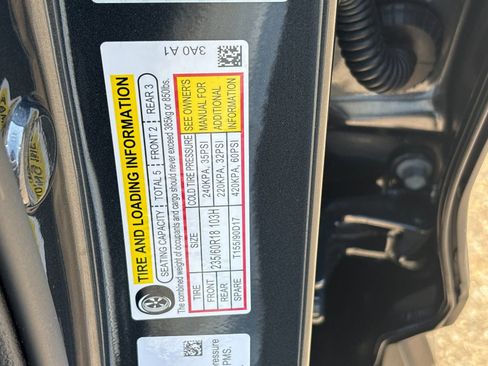 3A0 A1
TIRE AND LOADING INFORMATION
SEATING CAPACITY TOTAL 5 FRONT 2 REAR 3
The combined weight of occupants and cargo should never exceed 385kg or 850lbs.
TIRE SIZE COLD TIRE PRESSURE SEE OWNER'S MANUAL FOR ADDITIONAL INFORMATION
FRONT 235/60R18 103H 240KPA, 35PSI
REAR 220KPA, 32PSI
SPARE T155/90D17 420KPA, 60PSI
pressure
PMS.